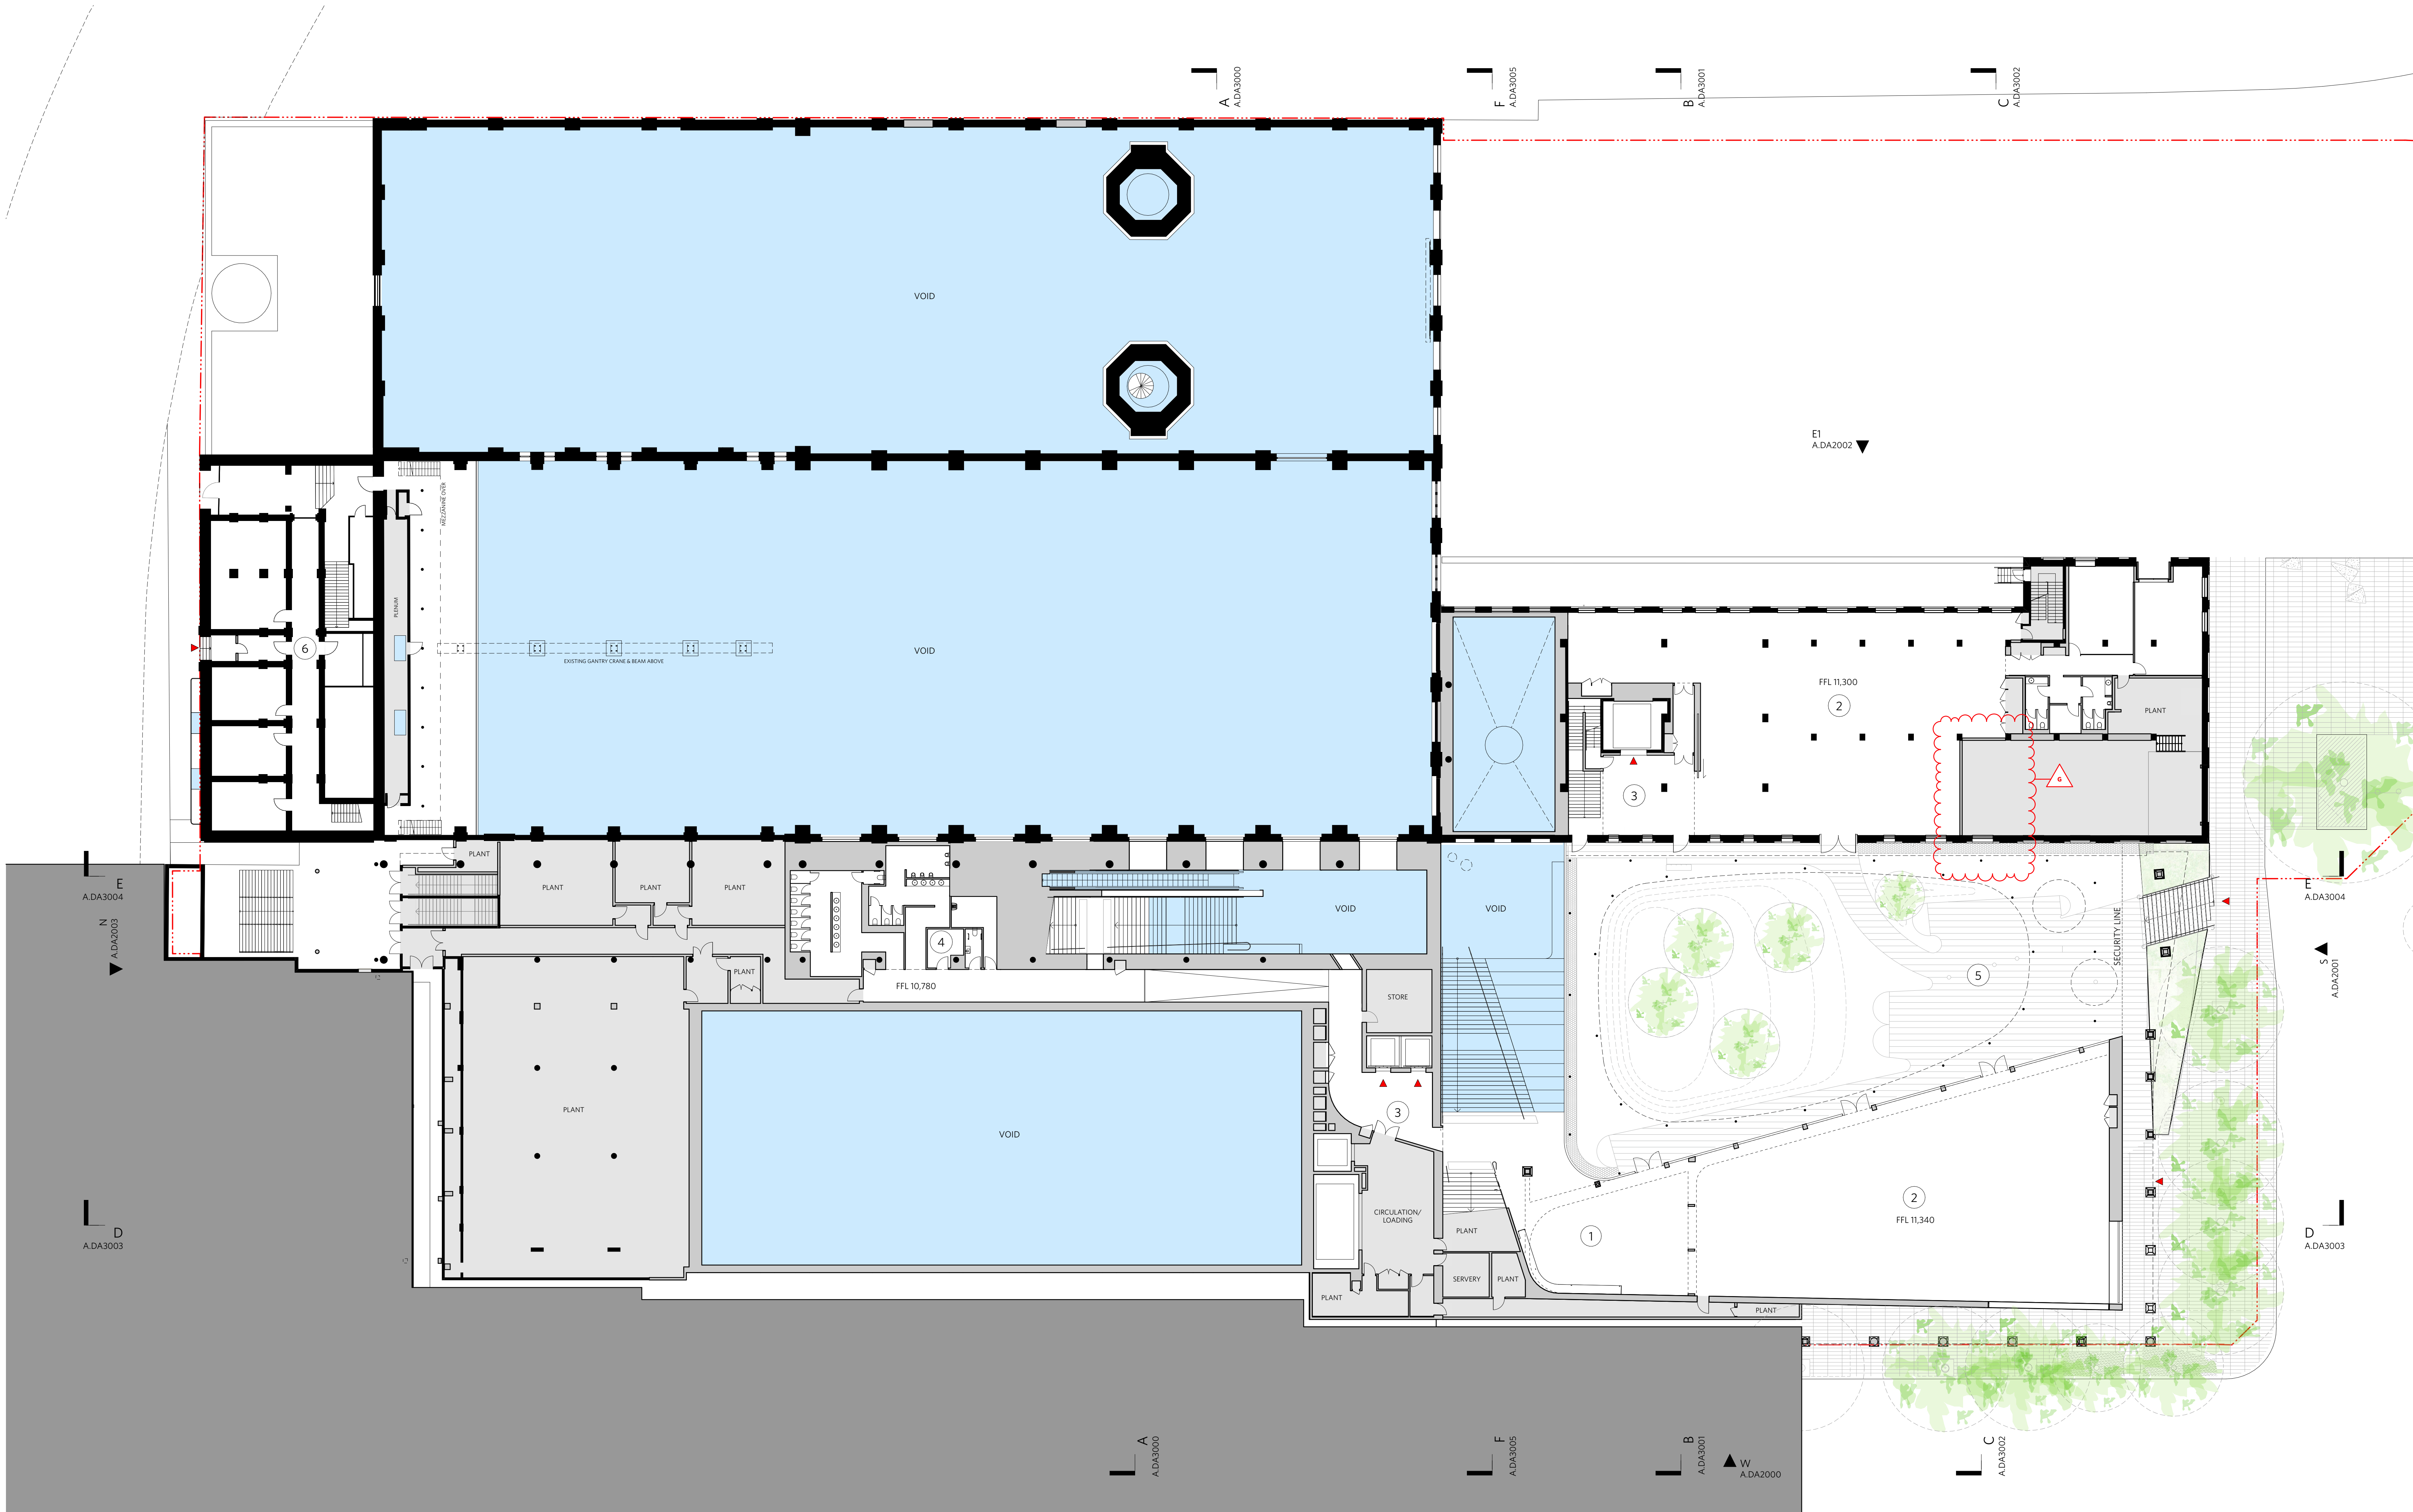 A
A.DA3000
F
A.DA3005
B
A.DA3001
C
A.DA3002
VOID
E1
A.DA2002
MEZZANINE OVER
PLENUM
6
VOID
EXISTING GANTRY CRANE & BEAM ABOVE
FFL 11,300
2
PLANT
G
3
E
A.DA3004
N
A.DA2003
PLANT
PLANT
PLANT
PLANT
VOID
VOID
SECURITY LINE
E
A.DA3004
4
PLANT
FFL 10,780
STORE
5
S
A.DA2001
PLANT
VOID
3
CIRCULATION/
LOADING
PLANT
1
2
FFL 11,340
D
A.DA3003
D
A.DA3003
SERVERY
PLANT
PLANT
PLANT
A
A.DA3000
F
A.DA3005
B
A.DA3001
W
A.DA2000
C
A.DA3002